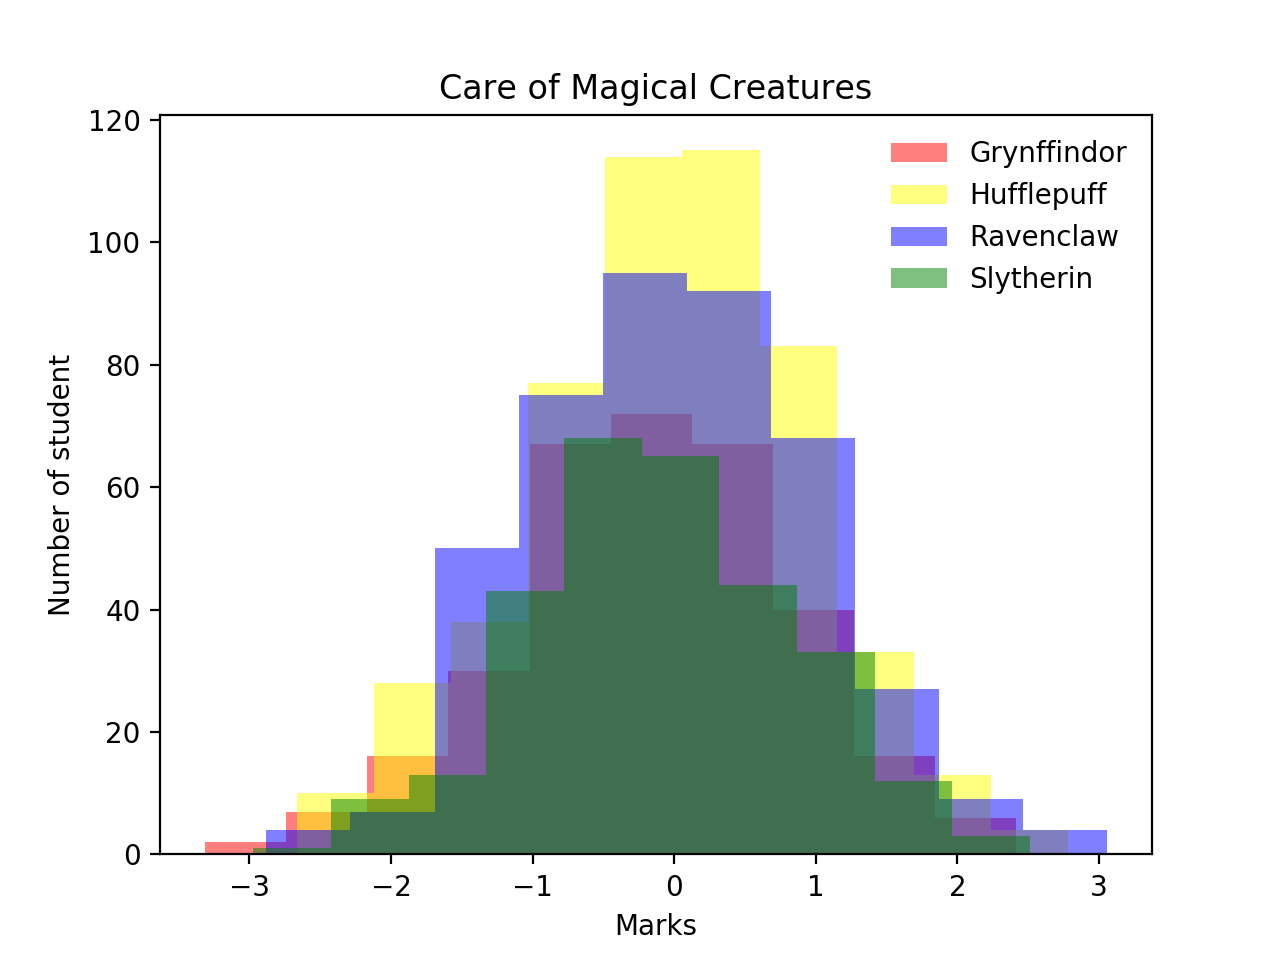 Care of Magical Creatures
Grynffindor
Hufflepuff
Ravenclaw
Slytherin
120
100
80
60
40
20
0
Number of student
−3
−2
−1
0
1
2
3
Marks